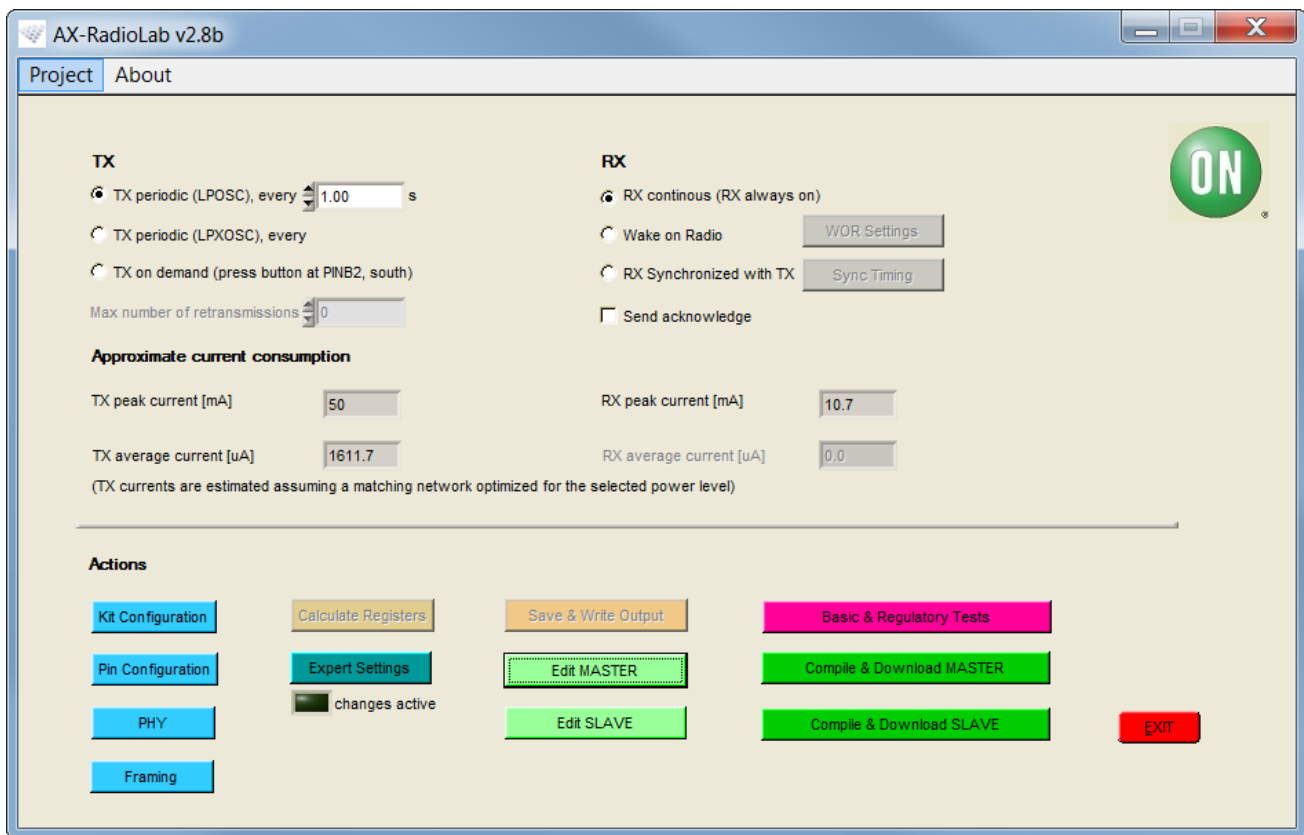 AX-RadioLab v2.8b
Project About
TX
TX periodic (LPOSC), every 1.00 s
TX periodic (LPXOSC), every
TX on demand (press button at PINB2, south)
Max number of retransmissions 0
RX
RX continous (RX always on)
Wake on Radio WOR Settings
RX Synchronized with TX Sync Timing
Send acknowledge
ON
®
Approximate current consumption
TX peak current [mA] 50
RX peak current [mA] 10.7
TX average current [uA] 1611.7
RX average current [uA] 0.0
(TX currents are estimated assuming a matching network optimized for the selected power level)
Actions
Kit Configuration
Calculate Registers
Save & Write Output
Basic & Regulatory Tests
Pin Configuration
Expert Settings
Edit MASTER
Compile & Download MASTER
changes active
PHY
Edit SLAVE
Compile & Download SLAVE
EXIT
Framing